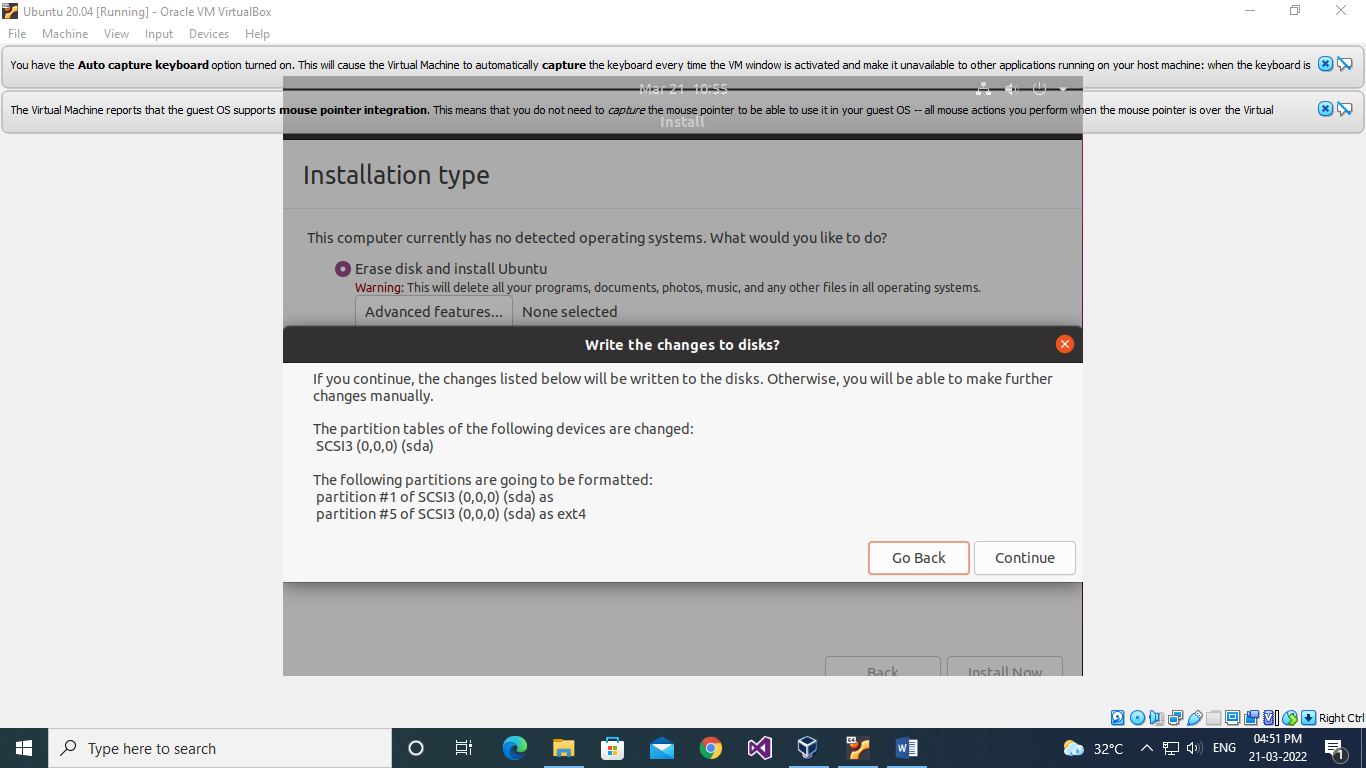 Ubuntu 20.04 [Running] - Oracle VM VirtualBox
File Machine View Input Devices Help
You have the Auto capture keyboard option turned on. This will cause the Virtual Machine to automatically capture the keyboard every time the VM window is activated and make it unavailable to other applications running on your host machine: when the keyboard is
Mar 21 10:55
The Virtual Machine reports that the guest OS supports mouse pointer integration. This means that you do not need to capture the mouse pointer to be able to use it in your guest OS -- all mouse actions you perform when the mouse pointer is over the Virtual
Install
Installation type
This computer currently has no detected operating systems. What would you like to do?
Erase disk and install Ubuntu
Warning: This will delete all your programs, documents, photos, music, and any other files in all operating systems.
Advanced features... None selected
Write the changes to disks?
If you continue, the changes listed below will be written to the disks. Otherwise, you will be able to make further
changes manually.
The partition tables of the following devices are changed:
SCSI3 (0,0,0) (sda)
The following partitions are going to be formatted:
partition #1 of SCSI3 (0,0,0) (sda) as
partition #5 of SCSI3 (0,0,0) (sda) as ext4
Go Back Continue
Back Install Now
Right Ctrl
Type here to search
32°C ENG
04:51 PM
21-03-2022
1